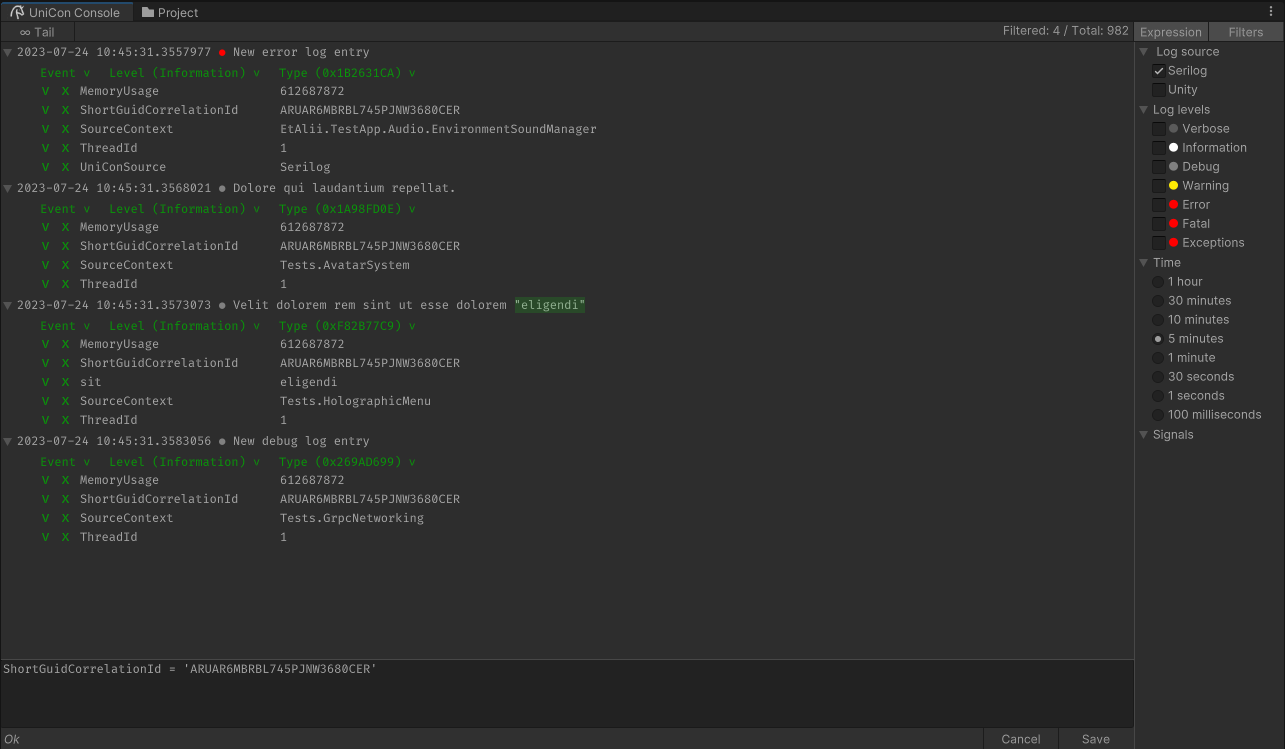 UniCon Console Project
∞ Tail Filtered: 4 / Total: 982 Expression Filters
2023-07-24 10:45:31.3557977 ● New error log entry
Event v Level (Information) v Type (0x1B2631CA) v
V X MemoryUsage 612687872
V X ShortGuidCorrelationId ARUAR6MBRBL745PJNW3680CER
V X SourceContext EtAlii.TestApp.Audio.EnvironmentSoundManager
V X ThreadId 1
V X UniConSource Serilog
2023-07-24 10:45:31.3568021 ● Dolore qui laudantium repellat.
Event v Level (Information) v Type (0x1A98FD0E) v
V X MemoryUsage 612687872
V X ShortGuidCorrelationId ARUAR6MBRBL745PJNW3680CER
V X SourceContext Tests.AvatarSystem
V X ThreadId 1
2023-07-24 10:45:31.3573073 ● Velit dolorem rem sint ut esse dolorem "eligendi"
Event v Level (Information) v Type (0xF82B77C9) v
V X MemoryUsage 612687872
V X ShortGuidCorrelationId ARUAR6MBRBL745PJNW3680CER
V X sit eligendi
V X SourceContext Tests.HolographicMenu
V X ThreadId 1
2023-07-24 10:45:31.3583056 ● New debug log entry
Event v Level (Information) v Type (0x269AD699) v
V X MemoryUsage 612687872
V X ShortGuidCorrelationId ARUAR6MBRBL745PJNW3680CER
V X SourceContext Tests.GrpcNetworking
V X ThreadId 1
ShortGuidCorrelationId = 'ARUAR6MBRBL745PJNW3680CER'
Ok Cancel Save
Log source
Serilog
Unity
Log levels
Verbose
Information
Debug
Warning
Error
Fatal
Exceptions
Time
1 hour
30 minutes
10 minutes
5 minutes
1 minute
30 seconds
1 seconds
100 milliseconds
Signals